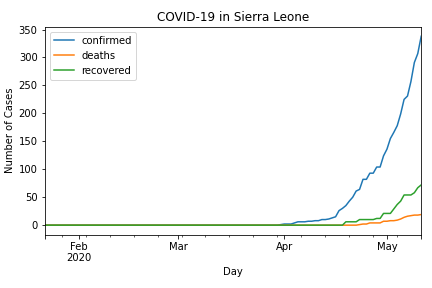 COVID-19 in Sierra Leone
confirmed
deaths
recovered
Number of Cases
350
300
250
200
150
100
50
0
Feb
2020
Mar
Apr
May
Day